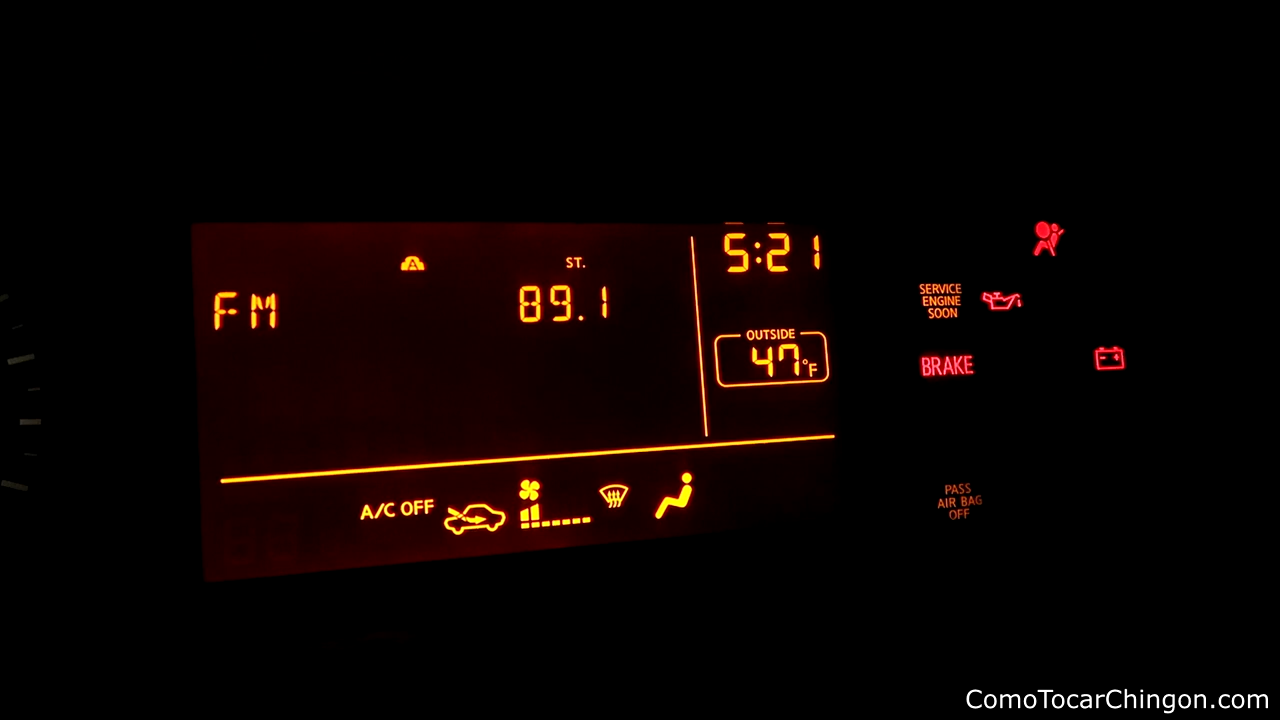 FM
ST.
89.1
5:21
OUTSIDE
47°F
A/C OFF
SERVICE
ENGINE
SOON
BRAKE
PASS
AIR BAG
OFF
ComoTocarChingon.com